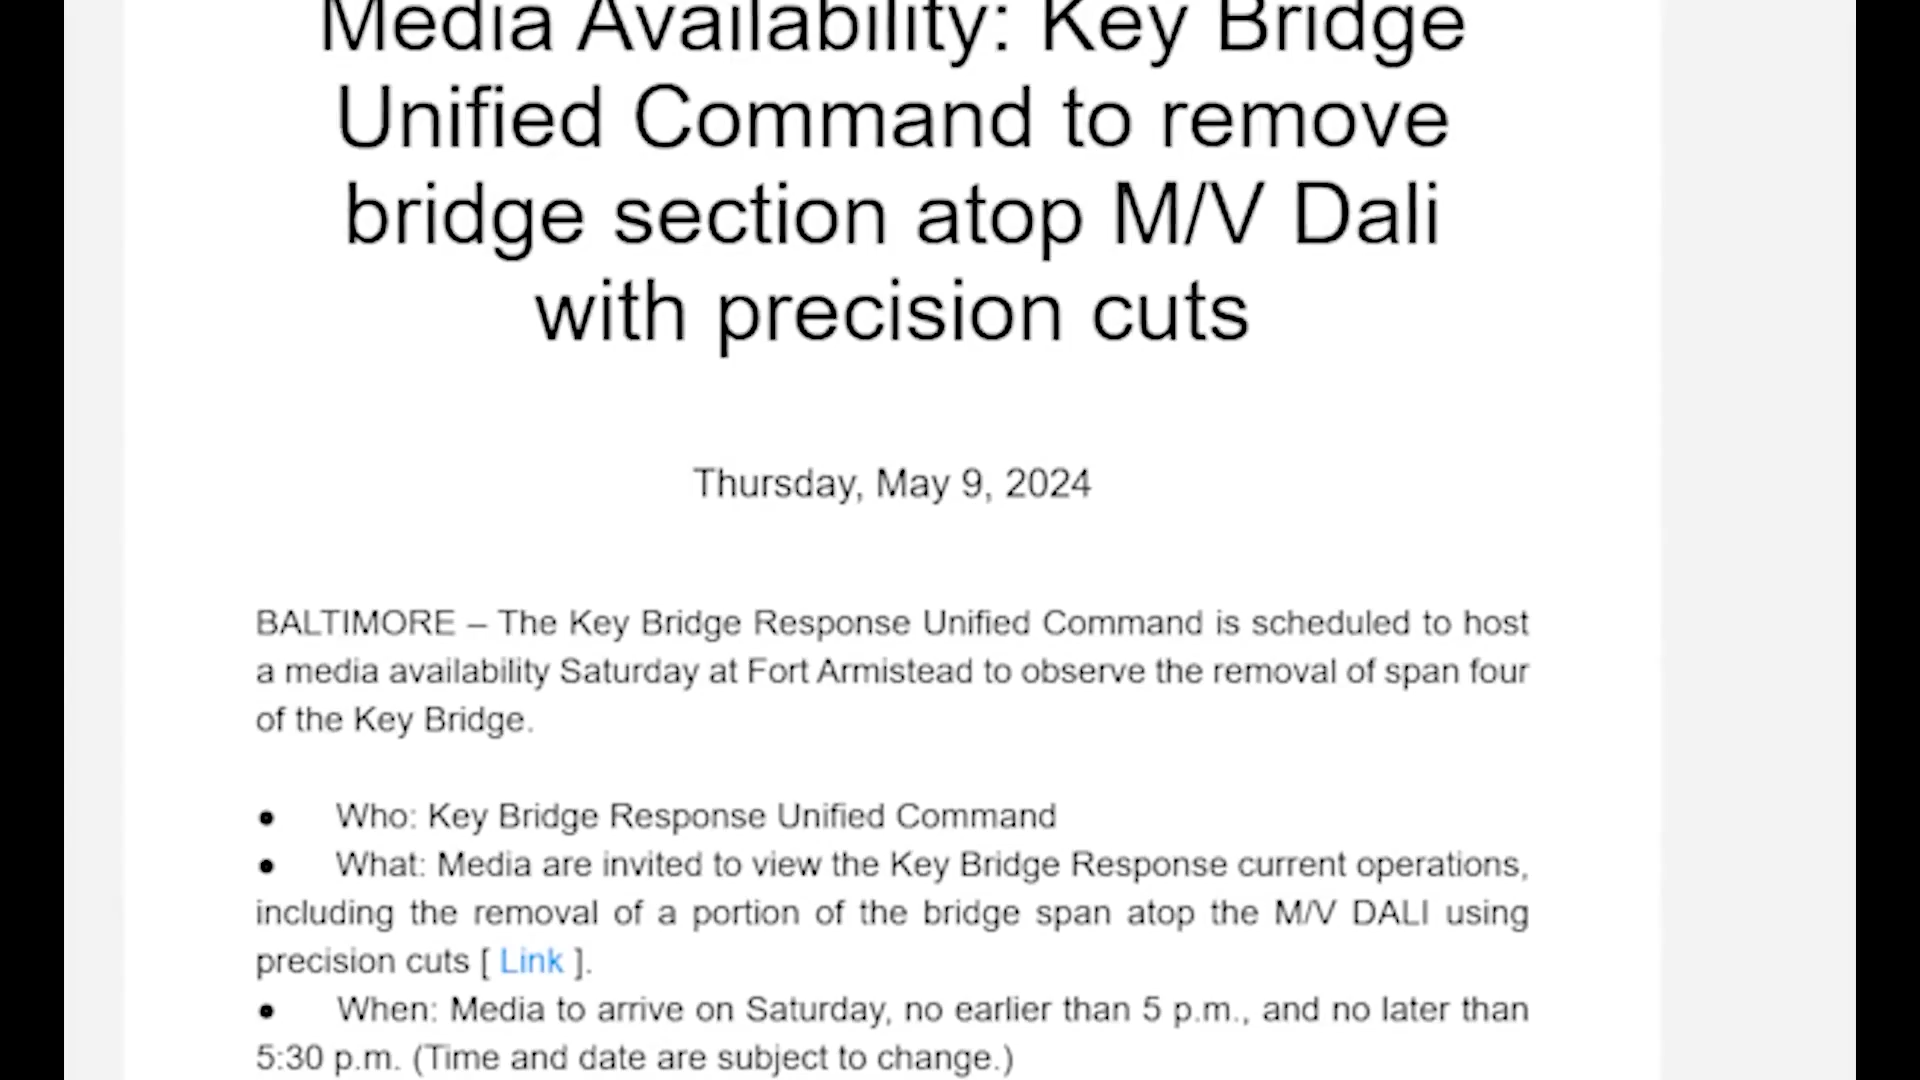 Media Availability: Key Bridge
Unified Command to remove
bridge section atop M/V Dali
with precision cuts
Thursday, May 9, 2024
BALTIMORE – The Key Bridge Response Unified Command is scheduled to host
a media availability Saturday at Fort Armistead to observe the removal of span four
of the Key Bridge.
● Who: Key Bridge Response Unified Command
● What: Media are invited to view the Key Bridge Response current operations,
including the removal of a portion of the bridge span atop the M/V DALI using
precision cuts [ Link ].
● When: Media to arrive on Saturday, no earlier than 5 p.m., and no later than
5:30 p.m. (Time and date are subject to change.)